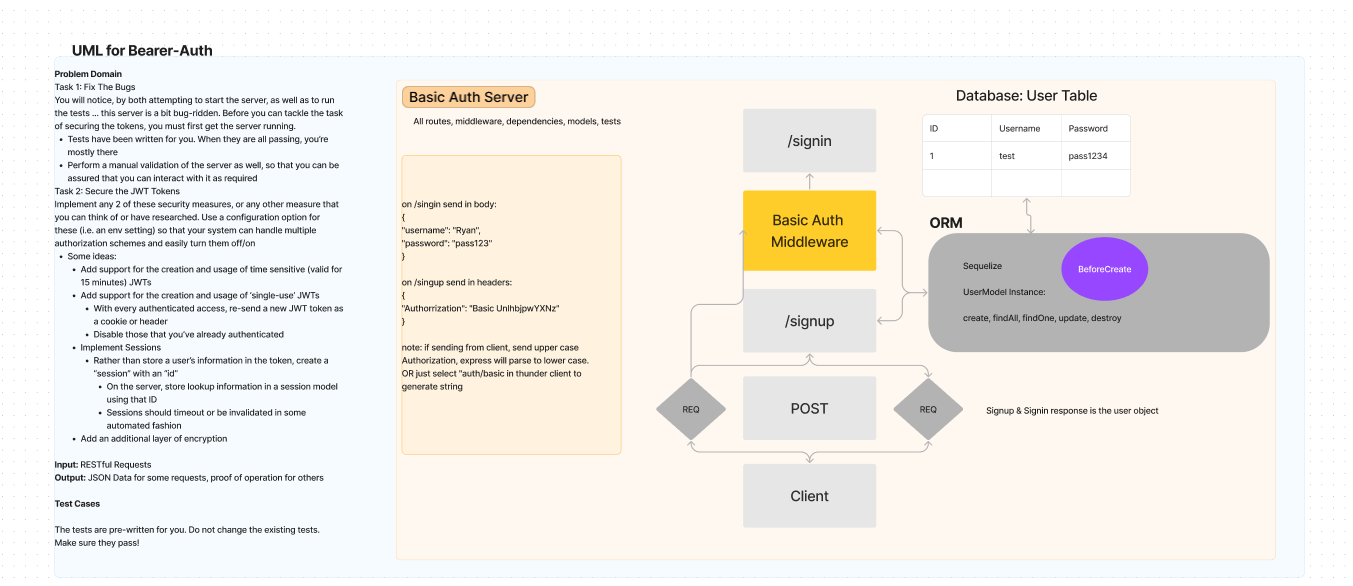 UML for Bearer-Auth
Problem Domain
Task 1: Fix The Bugs
You will notice, by both attempting to start the server, as well as to run
the tests ... this server is a bit bug-ridden. Before you can tackle the task
of securing the tokens, you must first get the server running.
• Tests have been written for you. When they are all passing, you're
mostly there
• Perform a manual validation of the server as well, so that you can be
assured that you can interact with it as required
Task 2: Secure the JWT Tokens
Implement any 2 of these security measures, or any other measure that
you can think of or have researched. Use a configuration option for
these (i.e. an env setting) so that your system can handle multiple
authorization schemes and easily turn them off/on
• Some ideas:
• Add support for the creation and usage of time sensitive (valid for
15 minutes) JWTs
• Add support for the creation and usage of 'single-use' JWTs
• With every authenticated access, re-send a new JWT token as
a cookie or header
• Disable those that you've already authenticated
• Implement Sessions
• Rather than store a user's information in the token, create a
"session" with an "id"
• On the server, store lookup information in a session model
using that ID
• Sessions should timeout or be invalidated in some
automated fashion
• Add an additional layer of encryption
Input: RESTful Requests
Output: JSON Data for some requests, proof of operation for others
Test Cases
The tests are pre-written for you. Do not change the existing tests.
Make sure they pass!
Basic Auth Server
All routes, middleware, dependencies, models, tests
on /singin send in body:
{
"username": "Ryan",
"password": "pass123"
}
on /singup send in headers:
{
"Authorrization": "Basic UnlhbjpwYXNz"
}
note: if sending from client, send upper case
Authorization, express will parse to lower case.
OR just select "auth/basic in thunder client to
generate string
/signin
Basic Auth
Middleware
/signup
REQ
POST
REQ
Client
Database: User Table
ID Username Password
1 test pass1234
ORM
Sequelize
BeforeCreate
UserModel Instance:
create, findAll, findOne, update, destroy
Signup & Signin response is the user object